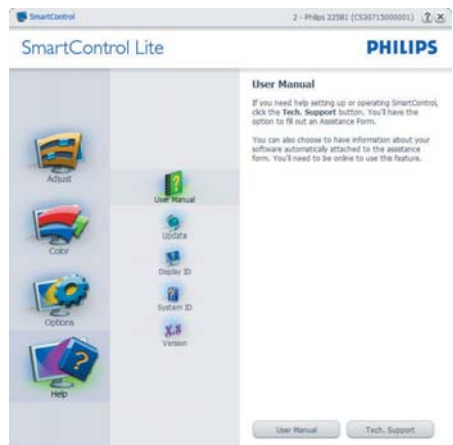 SmartControl
2 - Philips 225B1 (CS30715000001)
SmartControl Lite
PHILIPS
Adjust
Color
Options
Help
User Manual
Update
Display ID
System ID
Version
User Manual
If you need help setting up or operating SmartControl,
click the Tech. Support button. You'll have the
option to fill out an Assistance Form.
You can also choose to have information about your
software automatically attached to the assistance
form. You'll need to be online to use this feature.
User Manual
Tech. Support